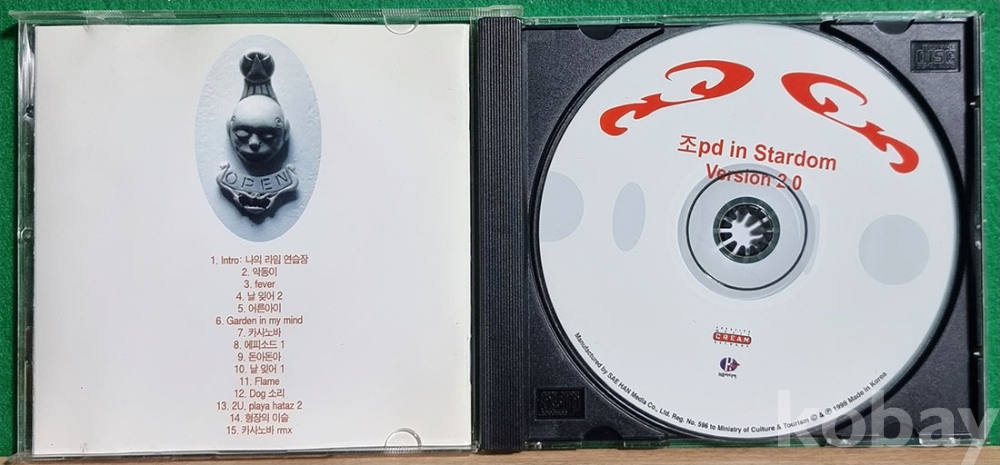 OPEN
1. Intro: 나의 라임 연습장
2. 악동이
3. fever
4. 날 잊어 2
5. 어른아이
6. Garden in my mind
7. 카사노바
8. 에피소드 1
9. 돈아돈아
10. 날 잊어 1
11. Flame
12. Dog 소리
13. 2U, playa hataz 2
14. 형장의 이슬
15. 카사노바 rmx
disc
조pd in Stardom
Version 2.0
CREAM
Manufactured by SAE HAN Media Co., Ltd. Reg. No. 596 to Ministry of Culture & Tourism © & ℗ 1999 Made in Korea
kobay